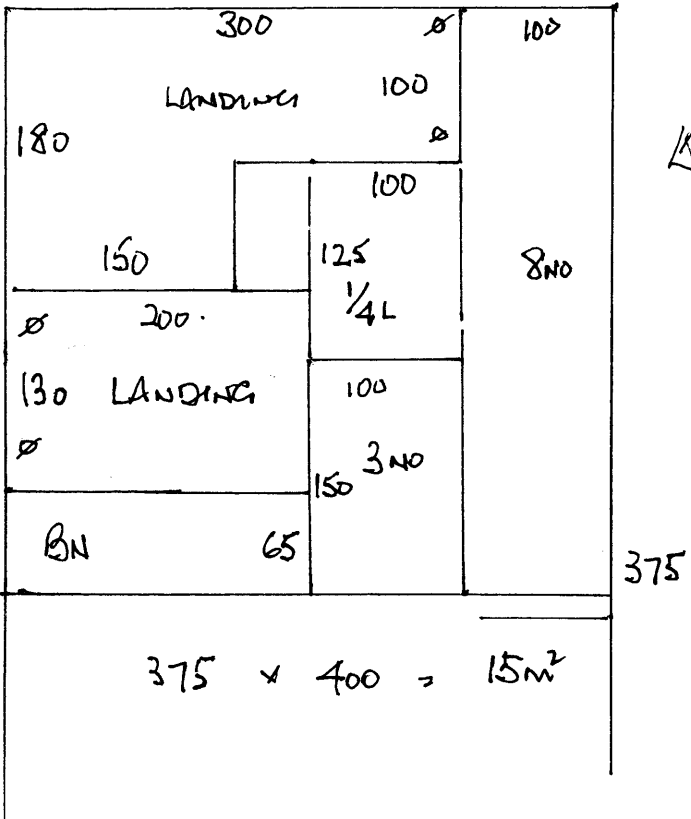 300 Ø 100
LANDING 100
180 Ø
100
150 125 8NO
1/4L
Ø 200.
130 LANDING 100
Ø 3NO
150
BN 65
375
375 x 400 = 15m²